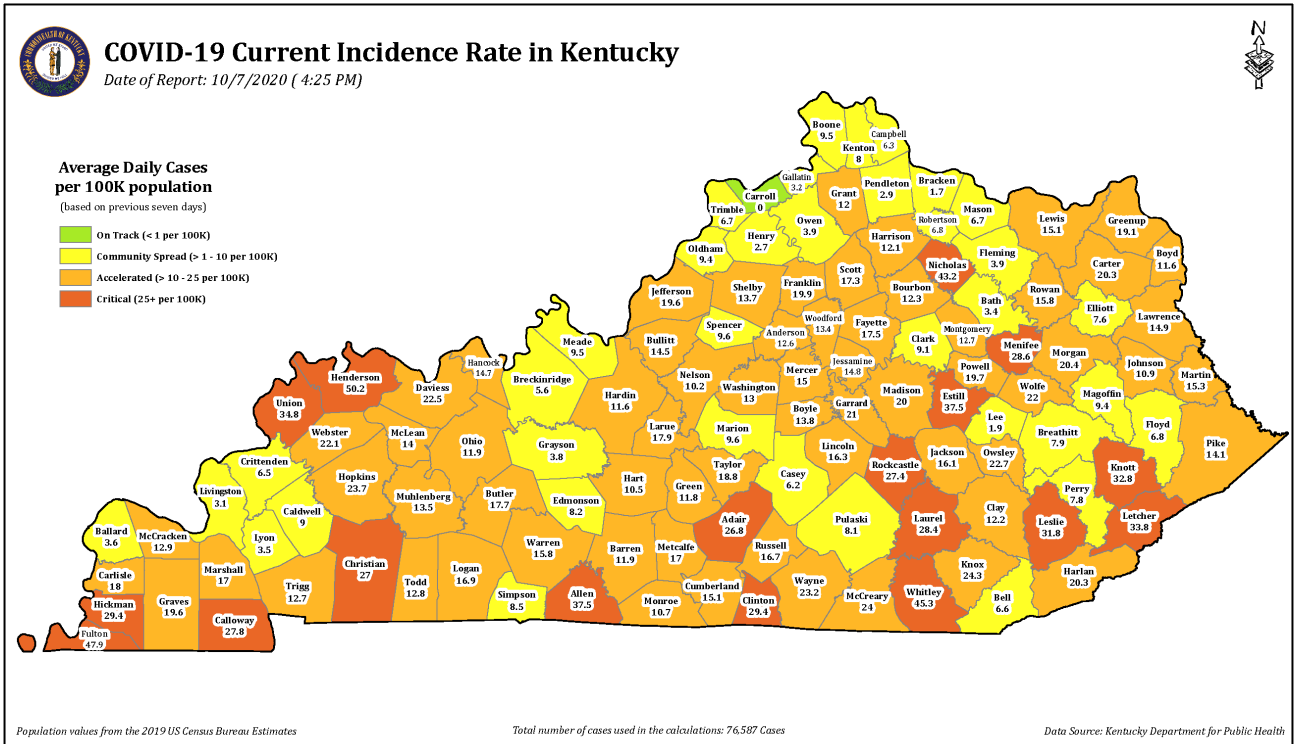 COVID-19 Current Incidence Rate in Kentucky
Date of Report: 10/7/2020 ( 4:25 PM)
N
Average Daily Cases
per 100K population
(based on previous seven days)
On Track (< 1 per 100K)
Community Spread (> 1 - 10 per 100K)
Accelerated (> 10 - 25 per 100K)
Critical (25+ per 100K)
Boone
9.5
Kenton
8
Campbell
6.3
Gallatin
3.2
Carroll
0
Trimble
6.7
Grant
12
Pendleton
2.9
Bracken
1.7
Owen
3.9
Robertson
6.8
Mason
6.7
Lewis
15.1
Greenup
19.1
Henry
2.7
Oldham
9.4
Harrison
12.1
Nicholas
43.2
Fleming
3.9
Carter
20.3
Boyd
11.6
Jefferson
19.6
Shelby
13.7
Franklin
19.9
Scott
17.3
Bourbon
12.3
Bath
3.4
Rowan
15.8
Elliott
7.6
Lawrence
14.9
Spencer
9.6
Anderson
12.6
Woodford
13.4
Fayette
17.5
Clark
9.1
Montgomery
12.7
Menifee
28.6
Morgan
20.4
Johnson
10.9
Martin
15.3
Meade
9.5
Bullitt
14.5
Nelson
10.2
Washington
13
Mercer
15
Jessamine
14.8
Madison
20
Powell
19.7
Wolfe
22
Magoffin
9.4
Hancock
14.7
Breckinridge
5.6
Hardin
11.6
Boyle
13.8
Garrard
21
Estill
37.5
Lee
1.9
Breathitt
7.9
Floyd
6.8
Pike
14.1
Henderson
50.2
Union
34.8
Daviess
22.5
Webster
22.1
McLean
14
Ohio
11.9
Grayson
3.8
Larue
17.9
Marion
9.6
Lincoln
16.3
Rockcastle
27.4
Jackson
16.1
Owsley
22.7
Knott
32.8
Perry
7.8
Crittenden
6.5
Hopkins
23.7
Muhlenberg
13.5
Butler
17.7
Edmonson
8.2
Hart
10.5
Green
11.8
Taylor
18.8
Casey
6.2
Pulaski
8.1
Laurel
28.4
Clay
12.2
Leslie
31.8
Letcher
33.8
Livingston
3.1
Caldwell
9
Lyon
3.5
Ballard
3.6
McCracken
12.9
Carlisle
18
Marshall
17
Trigg
12.7
Christian
27
Todd
12.8
Logan
16.9
Warren
15.8
Simpson
8.5
Allen
37.5
Barren
11.9
Metcalfe
17
Adair
26.8
Russell
16.7
Monroe
10.7
Cumberland
15.1
Clinton
29.4
Wayne
23.2
McCreary
24
Whitley
45.3
Knox
24.3
Bell
6.6
Harlan
20.3
Hickman
29.4
Fulton
47.9
Graves
19.6
Calloway
27.8
Population values from the 2019 US Census Bureau Estimates
Total number of cases used in the calculations: 76,587 Cases
Data Source: Kentucky Department for Public Health